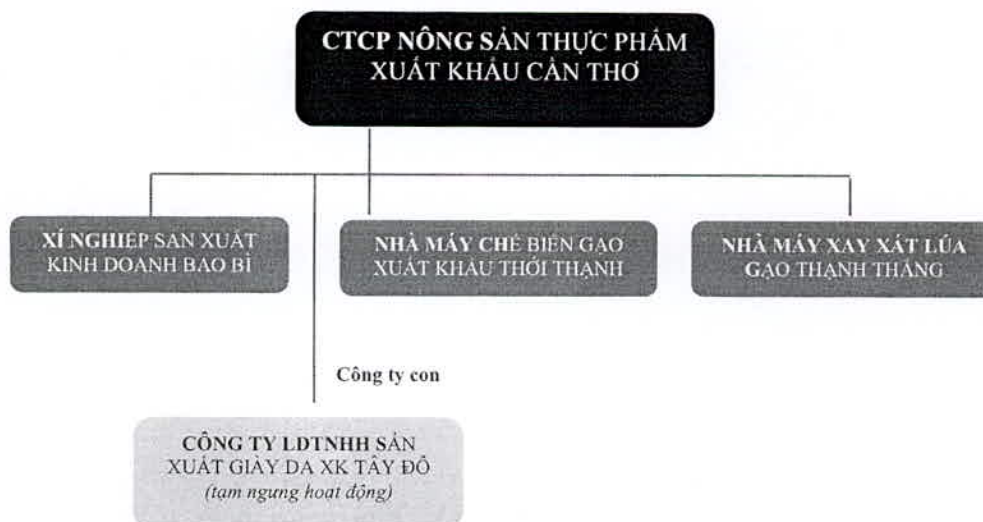 CTCP NÔNG SẢN THỰC PHẨM
XUẤT KHẨU CẦN THƠ
XÍ NGHIỆP SẢN XUẤT
KINH DOANH BAO BÌ
NHÀ MÁY CHẾ BIẾN GẠO
XUẤT KHẨU THỚI THẠNH
NHÀ MÁY XAY XÁT LÚA
GẠO THẠNH THẮNG
Công ty con
CÔNG TY LDTNHH SẢN
XUẤT GIÀY DA XK TÂY ĐÔ
(tạm ngưng hoạt động)